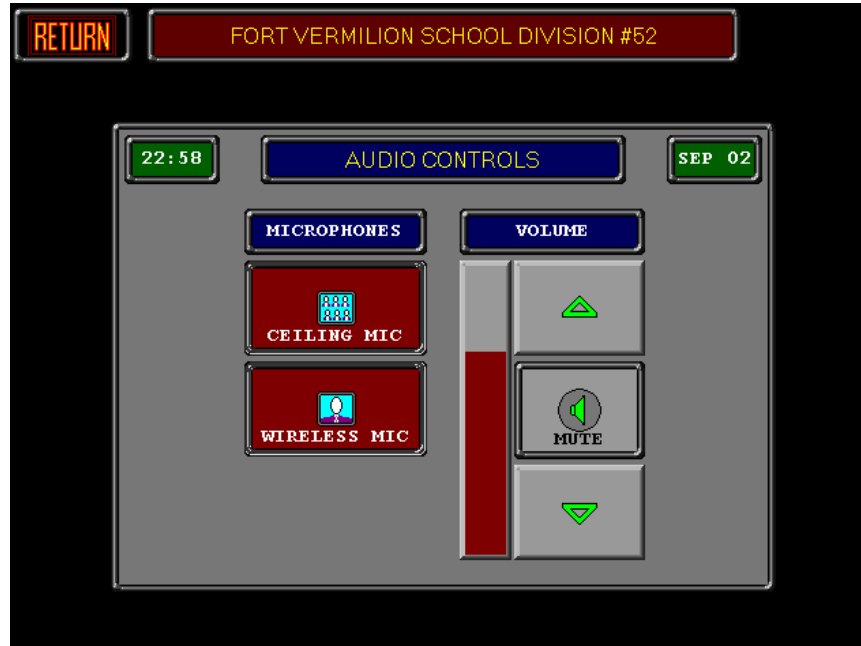 RETURN
FORT VERMILION SCHOOL DIVISION #52
22:58
AUDIO CONTROLS
SEP 02
MICROPHONES
VOLUME
CEILING MIC
WIRELESS MIC
MUTE